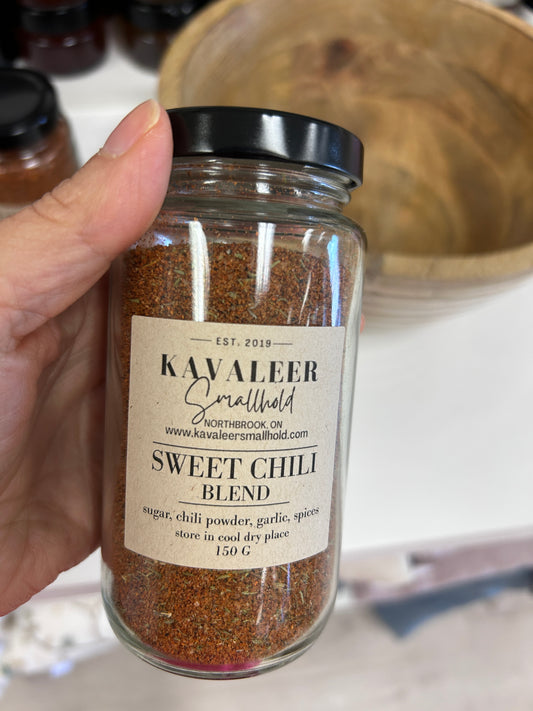 EST. 2019
KAVALEER
Smallhold
NORTHBROOK, ON
www.kavaleersmallhold.com
SWEET CHILI
BLEND
sugar, chili powder, garlic, spices
store in cool dry place
150 G